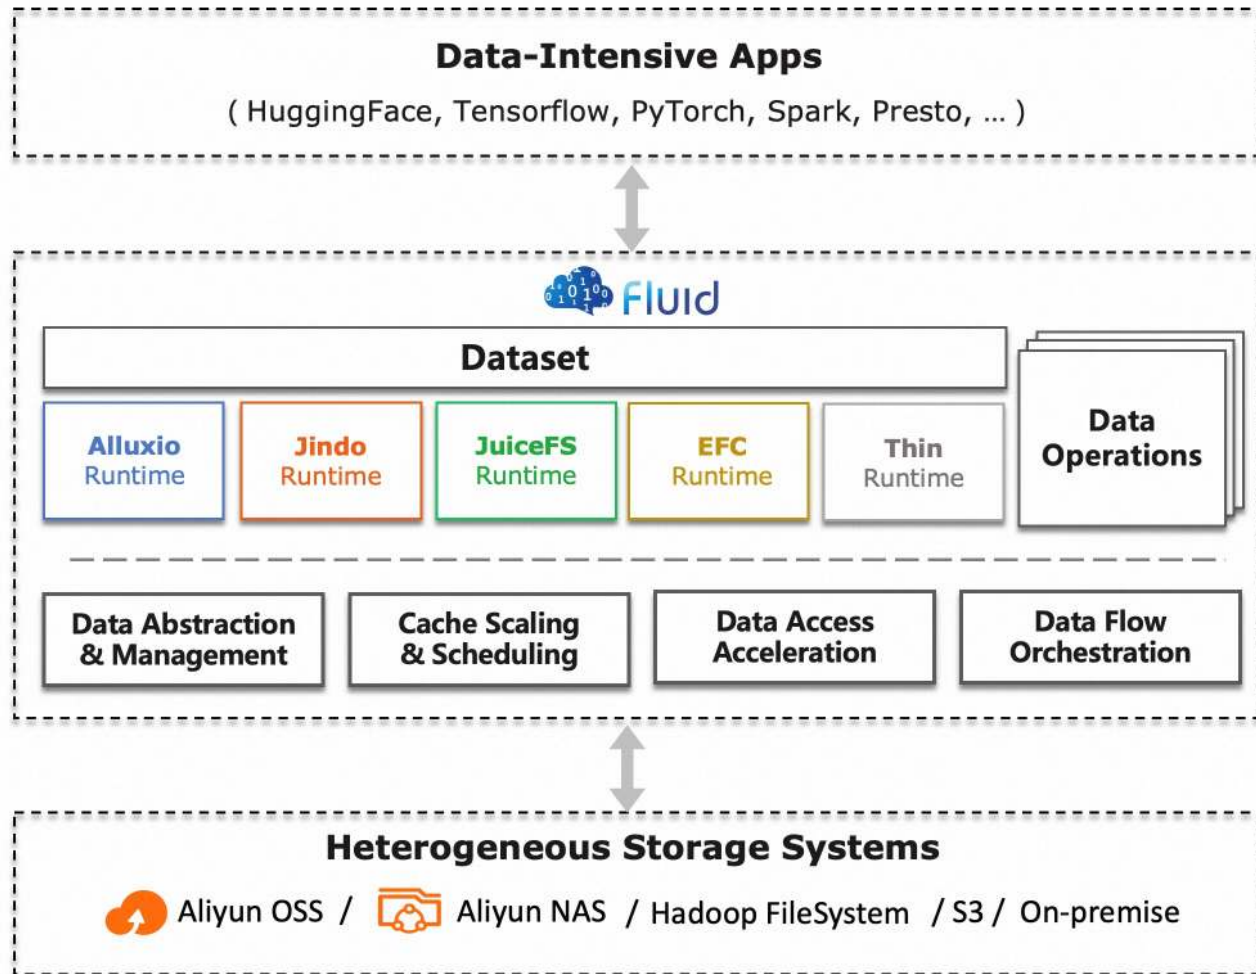 Data-Intensive Apps
( HuggingFace, Tensorflow, PyTorch, Spark, Presto, ... )
Fluid
Dataset
Alluxio
Runtime
Jindo
Runtime
JuiceFS
Runtime
EFC
Runtime
Thin
Runtime
Data
Operations
Data Abstraction
& Management
Cache Scaling
& Scheduling
Data Access
Acceleration
Data Flow
Orchestration
Heterogeneous Storage Systems
Aliyun OSS / Aliyun NAS / Hadoop FileSystem / S3 / On-premise